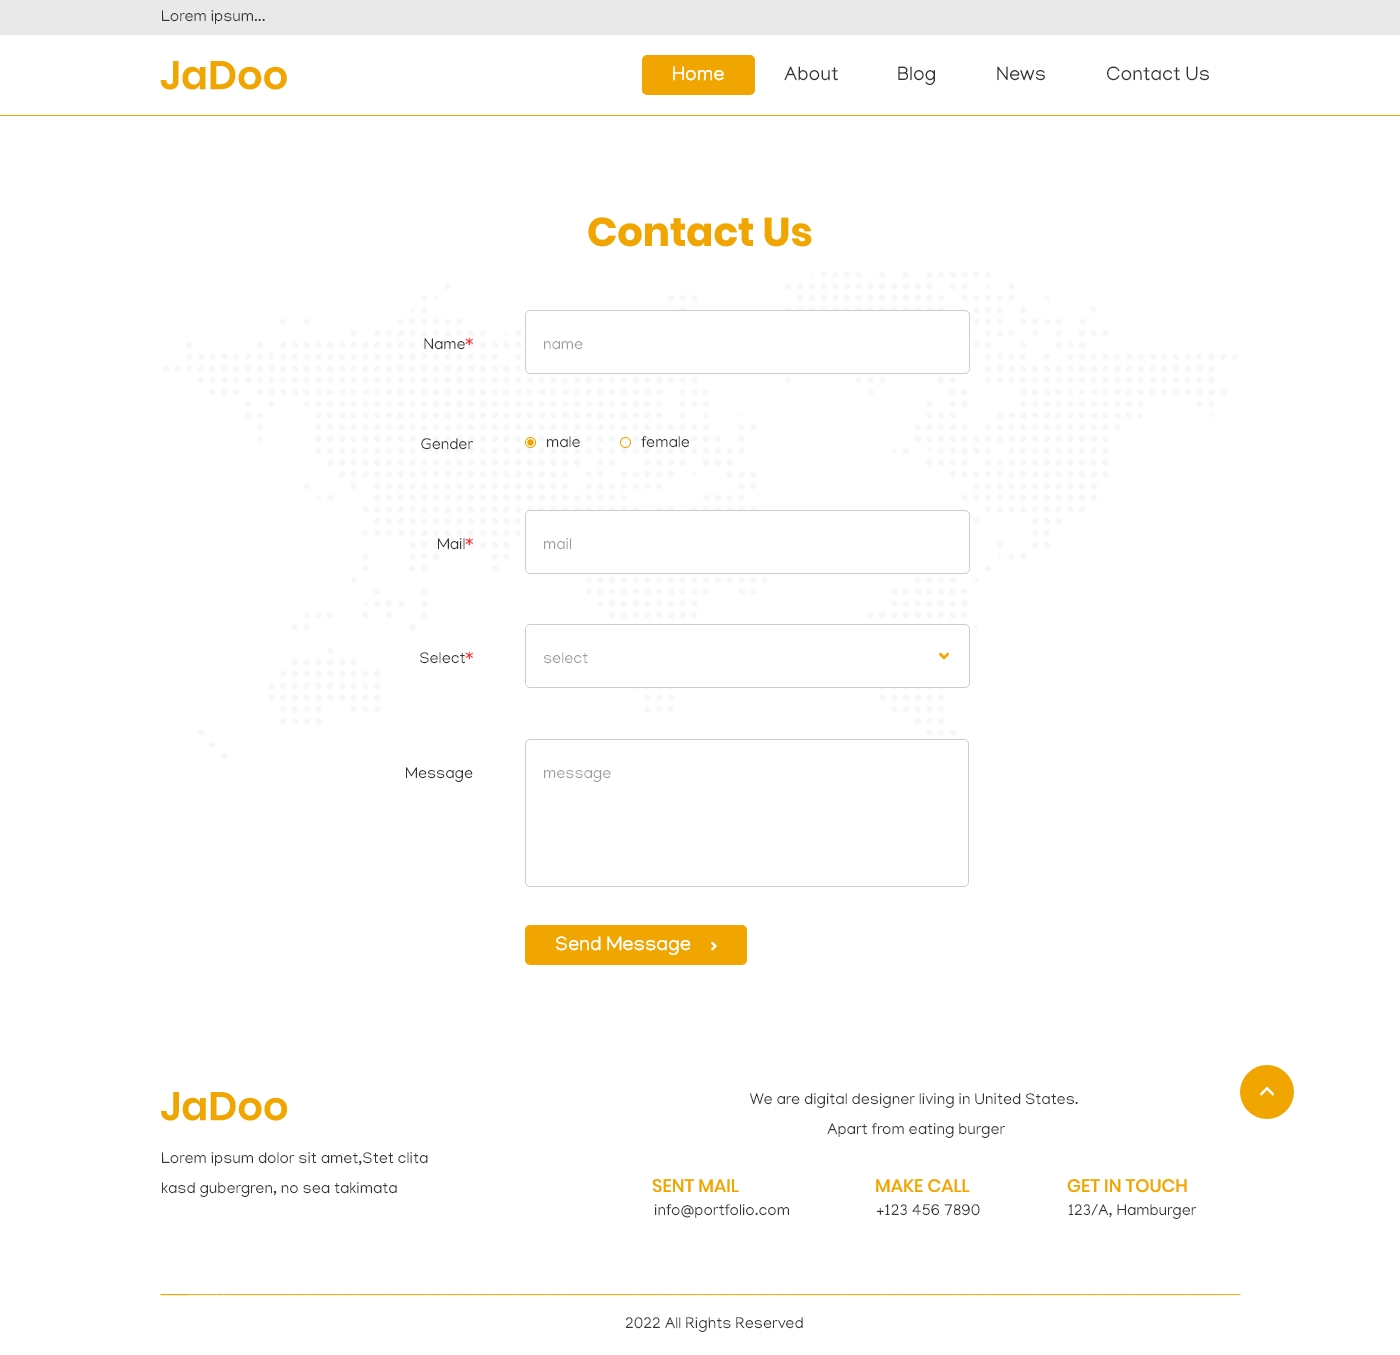 Lorem ipsum...
JaDoo
Home About Blog News Contact Us
Contact Us
Name* name
Gender male female
Mail* mail
Select* select
Message message
Send Message
JaDoo
Lorem ipsum dolor sit amet,Stet clita
kasd gubergren, no sea takimata
We are digital designer living in United States.
Apart from eating burger
SENT MAIL
info@portfolio.com
MAKE CALL
+123 456 7890
GET IN TOUCH
123/A, Hamburger
2022 All Rights Reserved